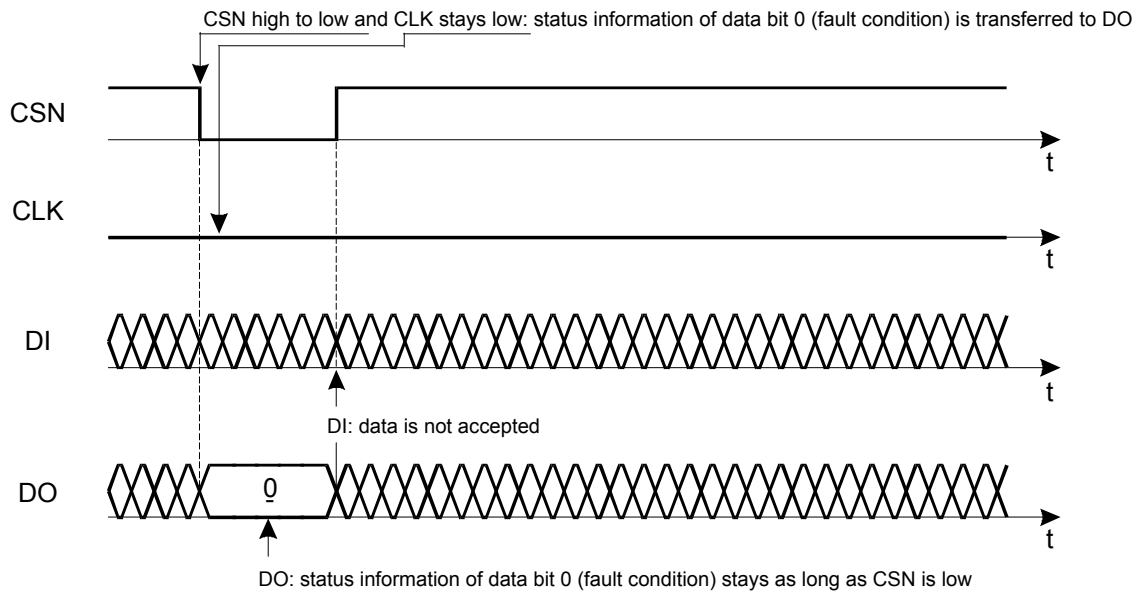 CSN high to low and CLK stays low: status information of data bit 0 (fault condition) is transferred to DO
CSN
t
CLK
t
DI
t
DI: data is not accepted
DO
0
t
DO: status information of data bit 0 (fault condition) stays as long as CSN is low